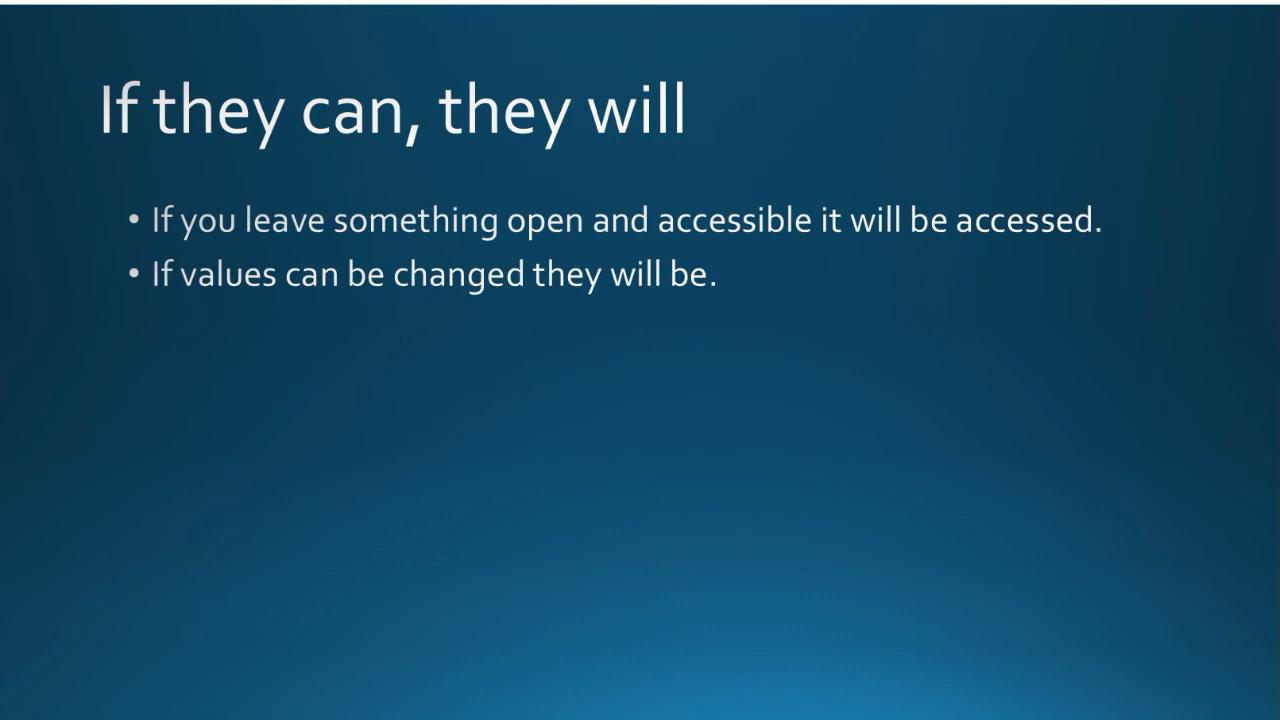 If they can, they will
• If you leave something open and accessible it will be accessed.
• If values can be changed they will be.